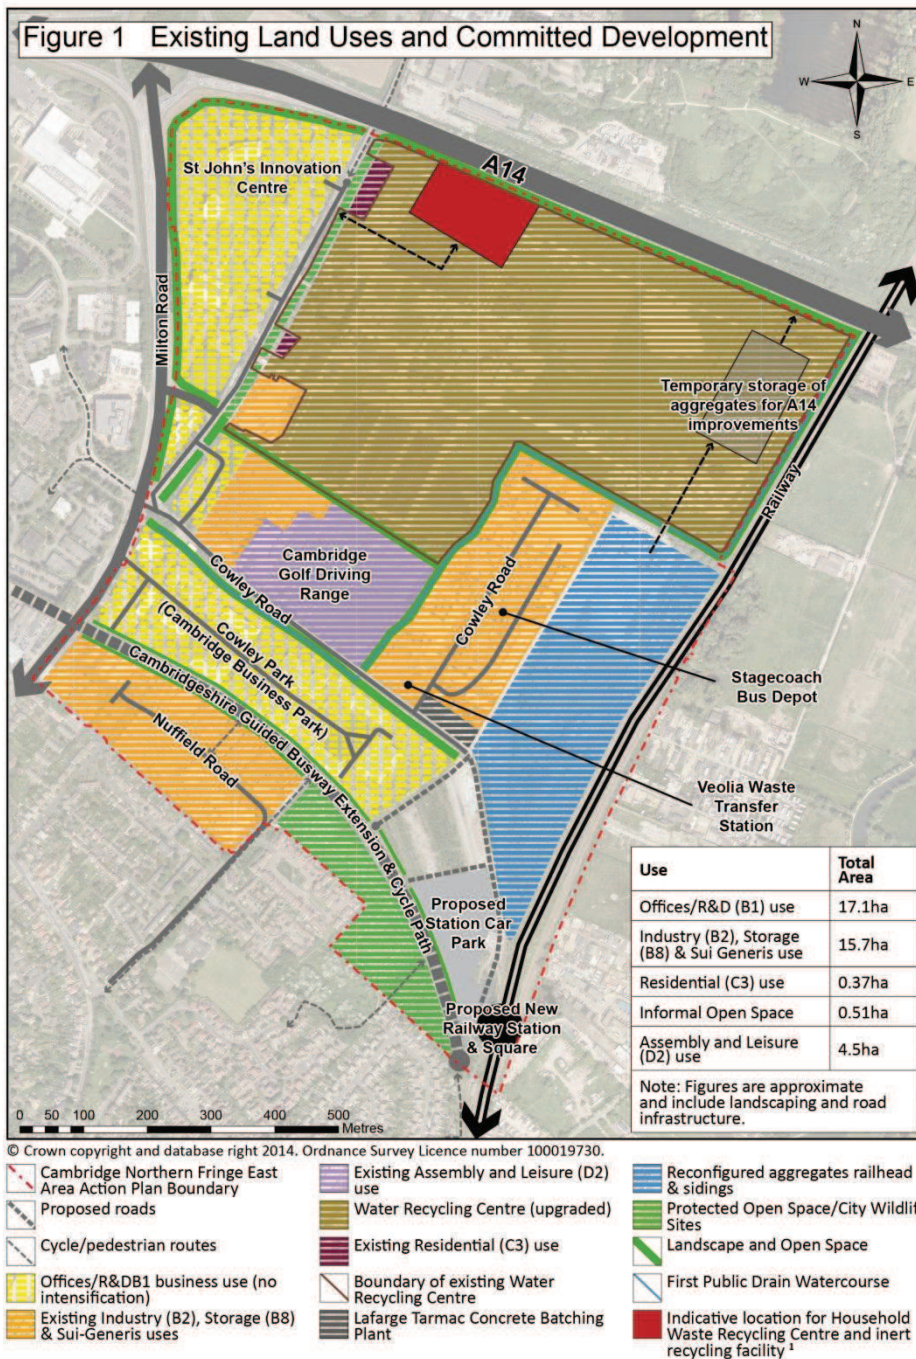 Figure 1 Existing Land Uses and Committed Development
N
W E
S
A14
St John's Innovation
Centre
Milton Road
Temporary storage of
aggregates for A14
improvements
Railway
Cambridge
Golf Driving
Range
Cowley Road
Cowley Road
Cowley Park
(Cambridge Business Park)
Cambridgeshire Guided Busway Extension & Cycle Path
Nuffield Road
Stagecoach
Bus Depot
Veolia Waste
Transfer
Station
Proposed
Station Car
Park
Proposed New
Railway Station
& Square
Use Total
Area
Offices/R&D (B1) use 17.1ha
Industry (B2), Storage
(B8) & Sui Generis use 15.7ha
Residential (C3) use 0.37ha
Informal Open Space 0.51ha
Assembly and Leisure
(D2) use 4.5ha
Note: Figures are approximate
and include landscaping and road
infrastructure.
0 50 100 200 300 400 500
Metres
© Crown copyright and database right 2014. Ordnance Survey Licence number 100019730.
Cambridge Northern Fringe East
Area Action Plan Boundary
Proposed roads
Cycle/pedestrian routes
Offices/R&DB1 business use (no
intensification)
Existing Industry (B2), Storage (B8)
& Sui-Generis uses
Existing Assembly and Leisure (D2)
use
Water Recycling Centre (upgraded)
Existing Residential (C3) use
Boundary of existing Water
Recycling Centre
Lafarge Tarmac Concrete Batching
Plant
Reconfigured aggregates railhead
& sidings
Protected Open Space/City Wildlif
Sites
Landscape and Open Space
First Public Drain Watercourse
Indicative location for Household
Waste Recycling Centre and inert
recycling facility ¹